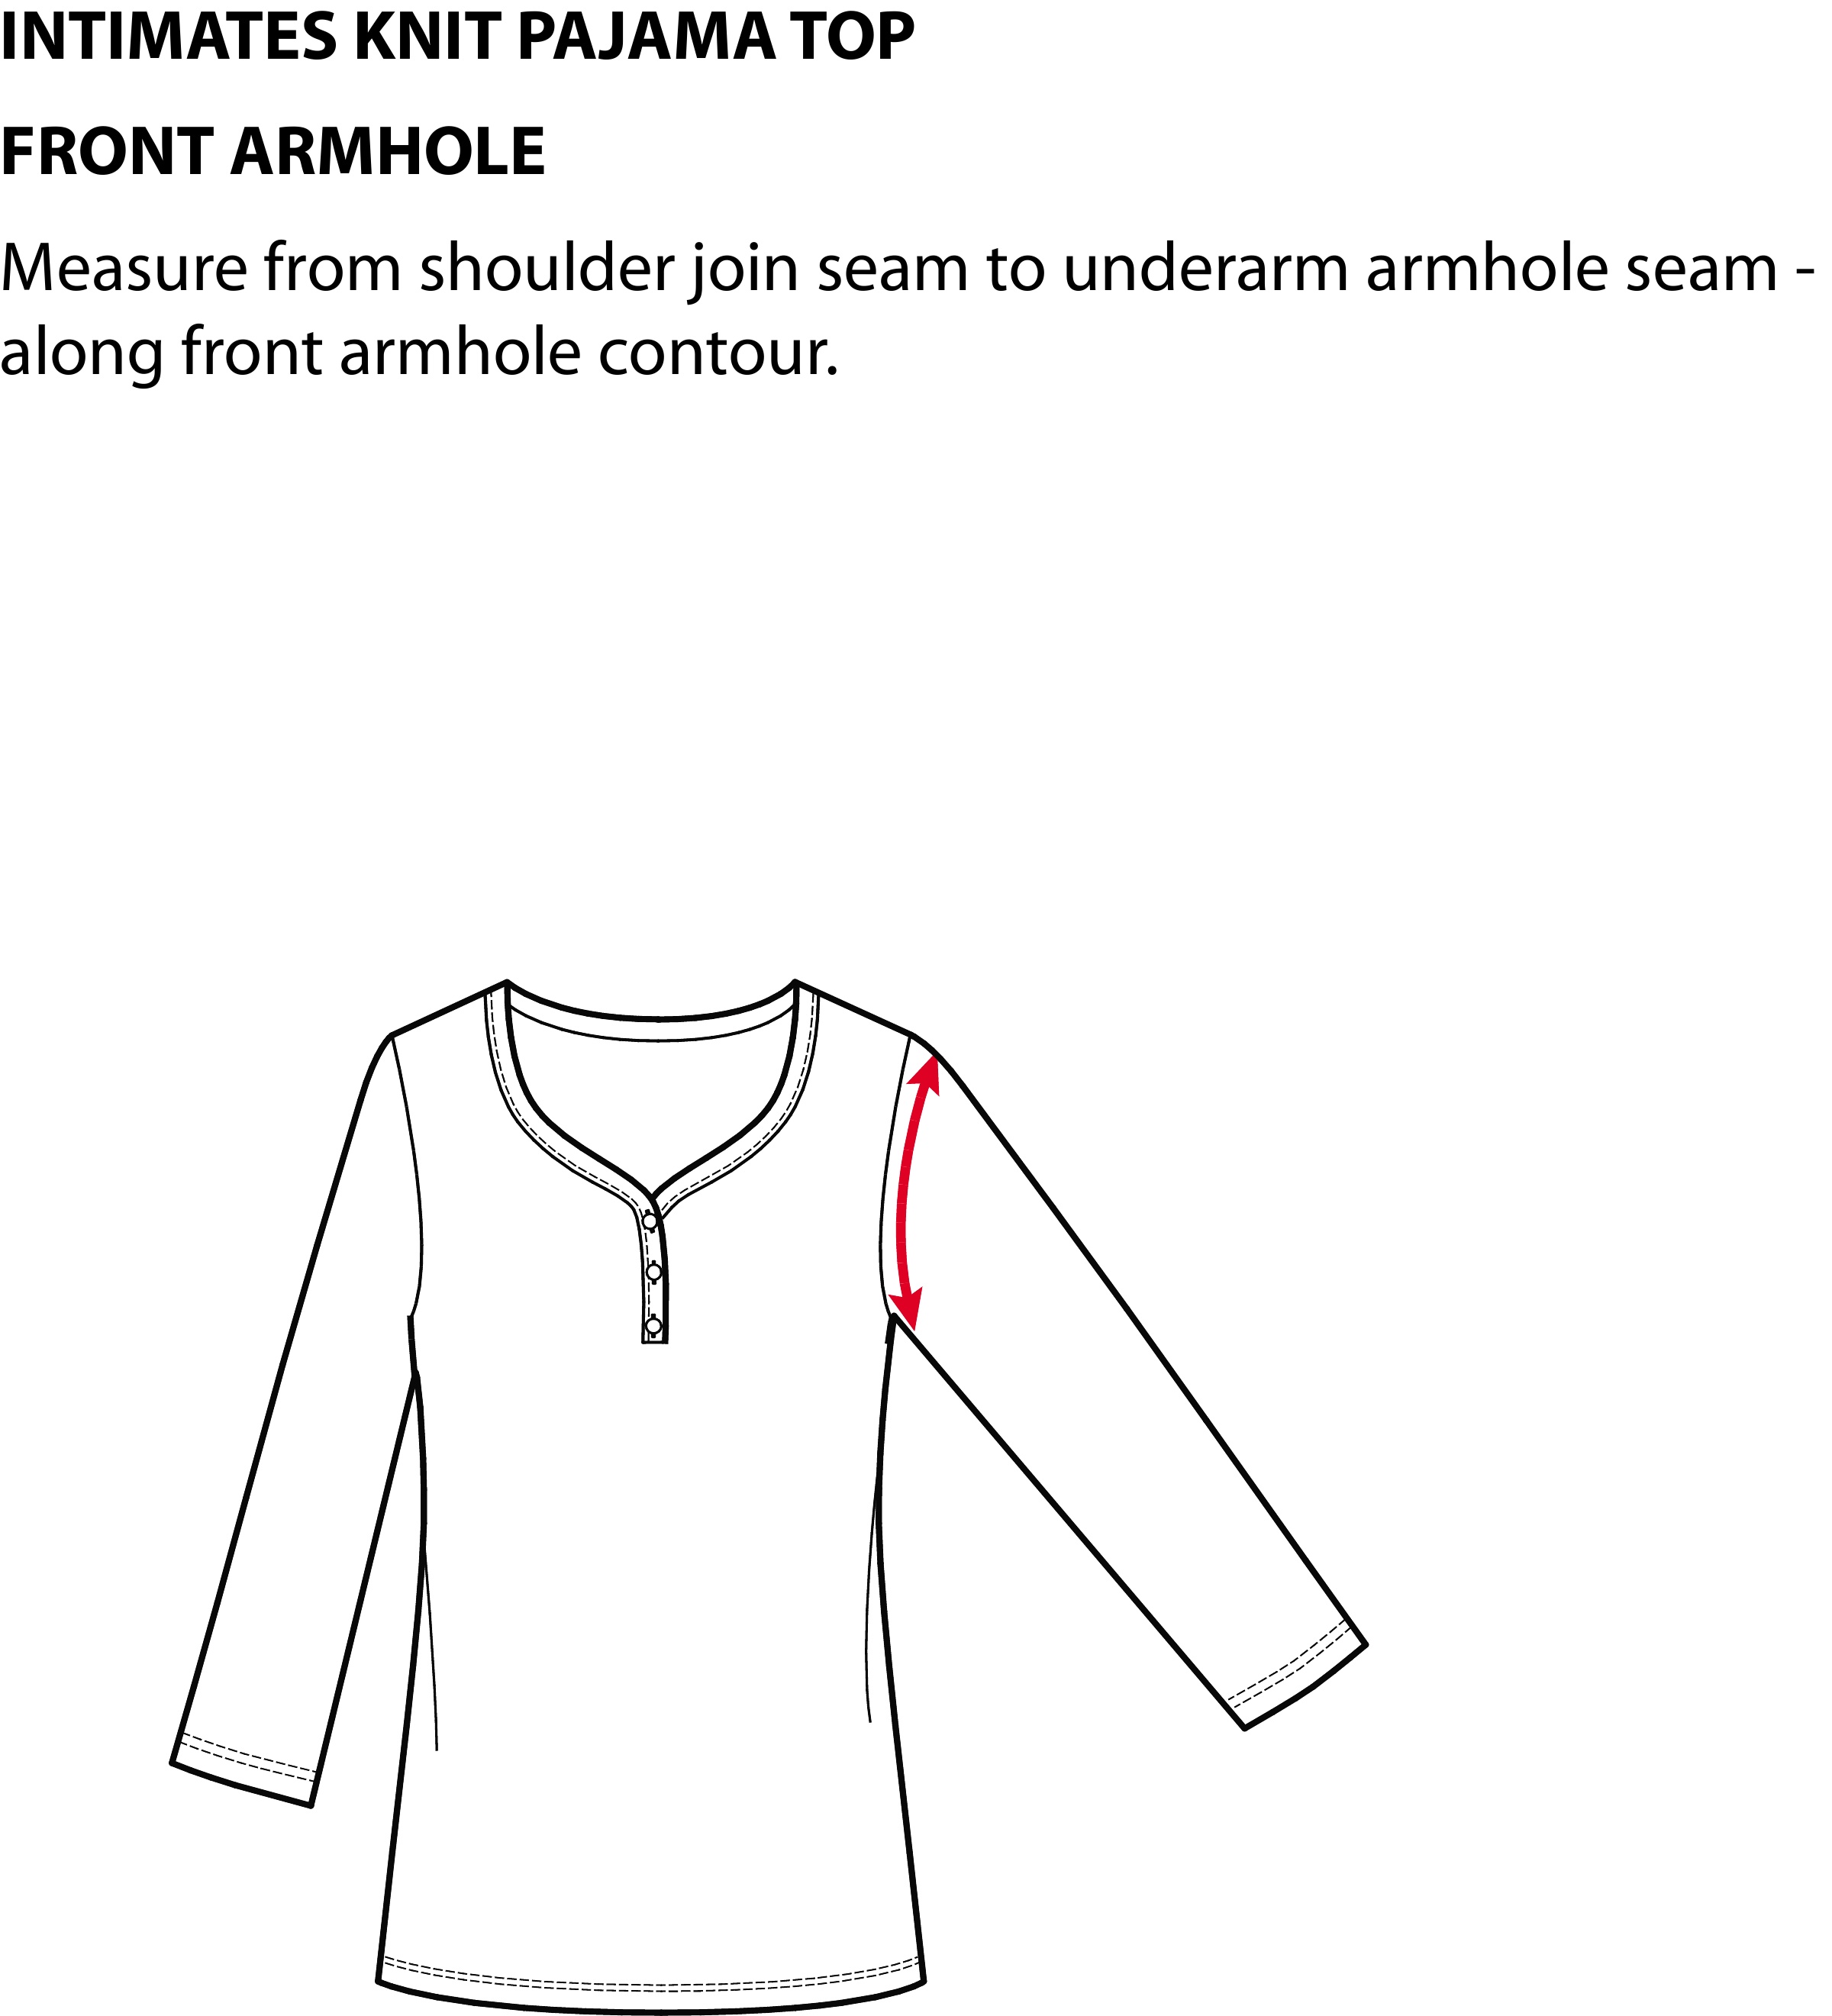 INTIMATES KNIT PAJAMA TOP
FRONT ARMHOLE
Measure from shoulder join seam to underarm armhole seam -
along front armhole contour.